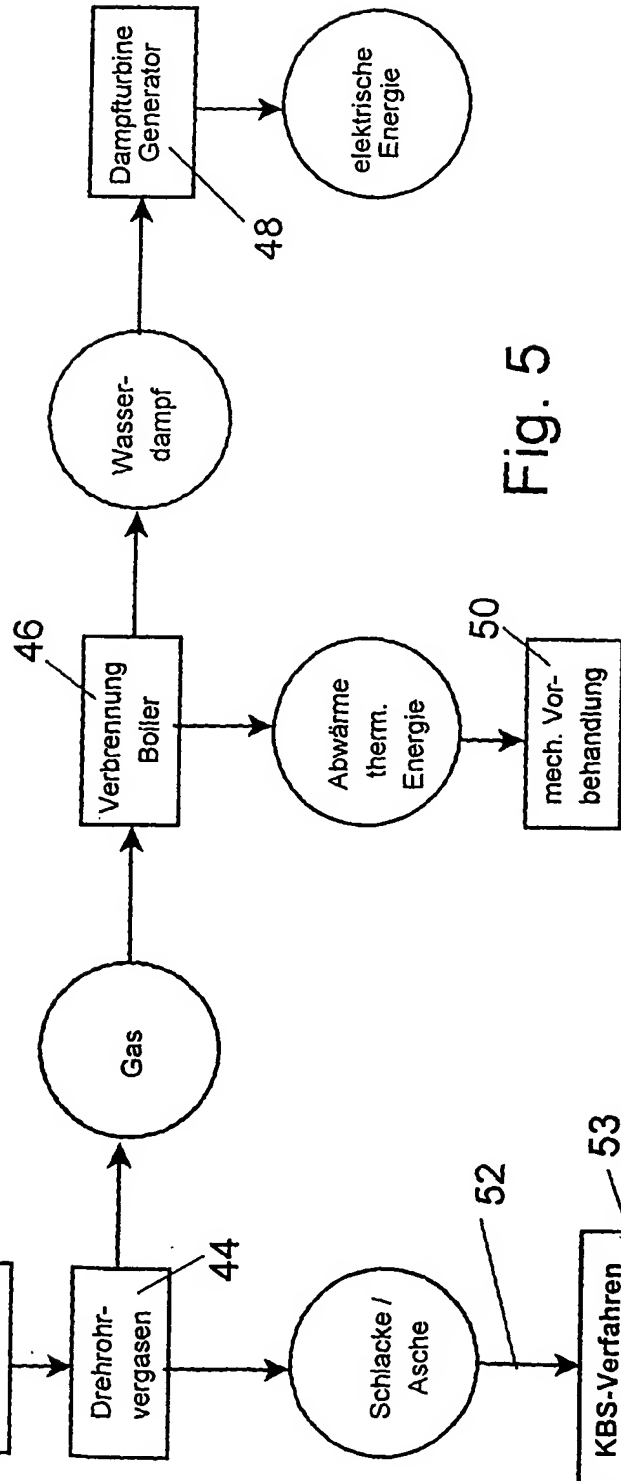 Drehrohr-
vergasen
44
Gas
46
Verbrennung
Boiler
Wasser-
dampf
Dampfturbine
Generator
48
elektrische
Energie
Abwärme
therm.
Energie
50
mech. Vor-
behandlung
Schlacke /
Asche
52
KBS-Verfahren
53
Fig. 5